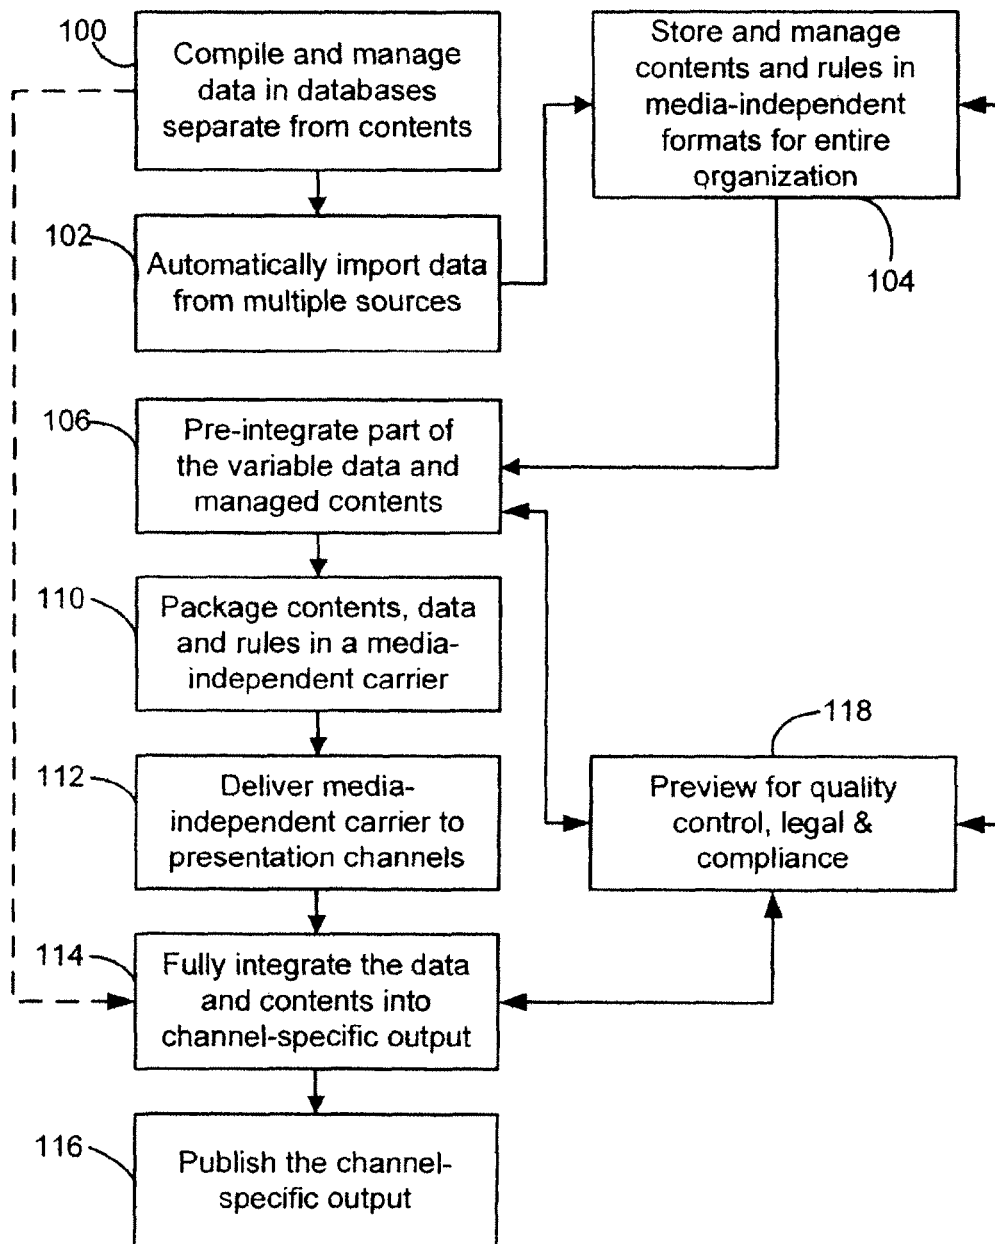 100
Compile and manage
data in databases
separate from contents
Store and manage
contents and rules in
media-independent
formats for entire
organization
104
102
Automatically import data
from multiple sources
106
Pre-integrate part of
the variable data and
managed contents
110
Package contents, data
and rules in a media-
independent carrier
118
Preview for quality
control, legal &
compliance
112
Deliver media-
independent carrier to
presentation channels
114
Fully integrate the data
and contents into
channel-specific output
116
Publish the channel-
specific output